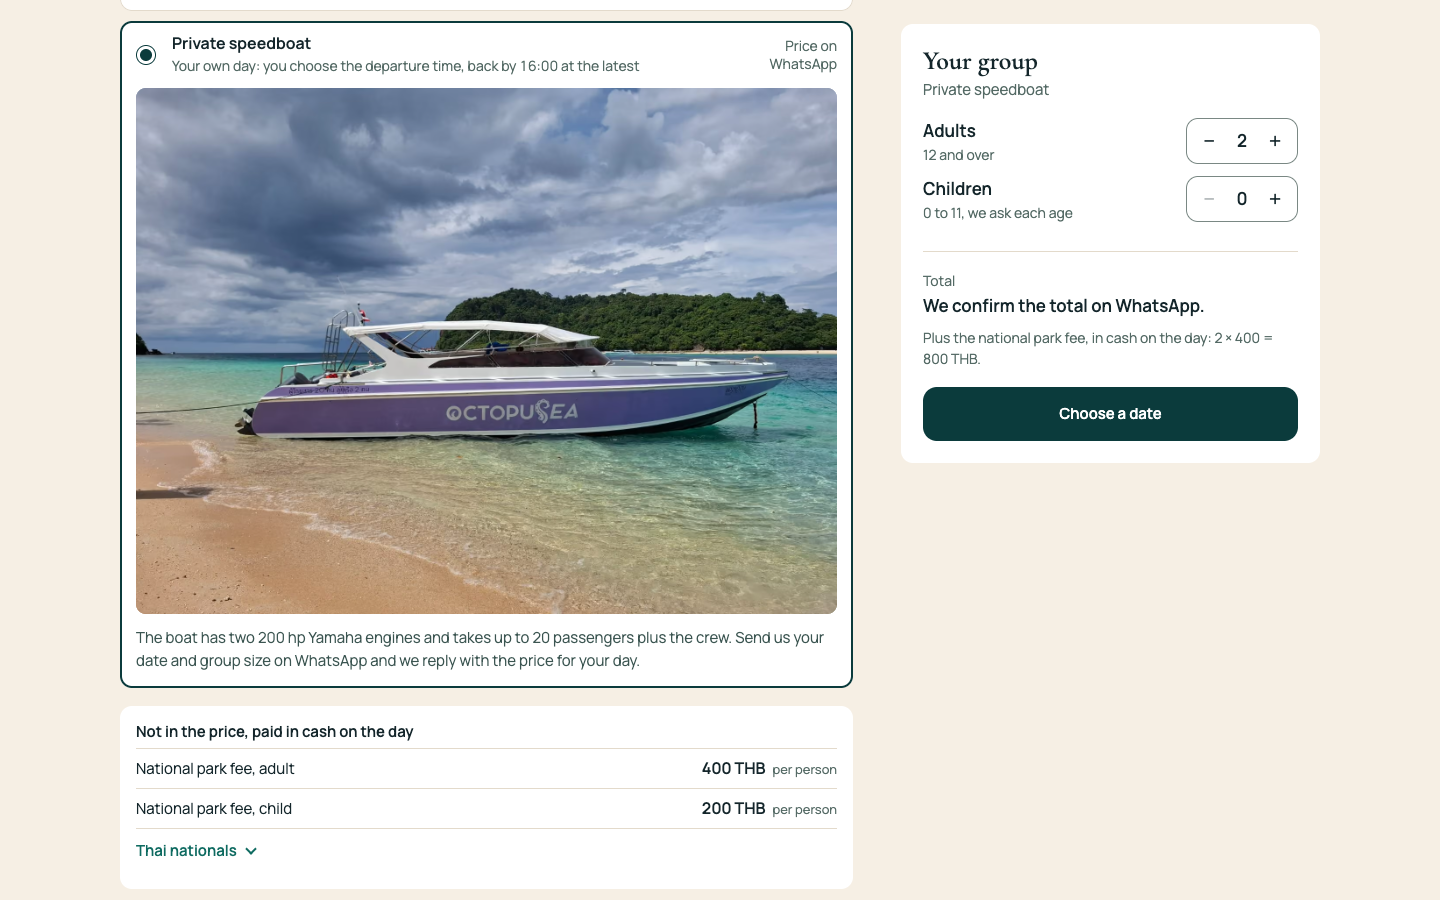 Private speedboat
Your own day: you choose the departure time, back by 16:00 at the latest
Price on
WhatsApp
OCTOPUSEA
The boat has two 200 hp Yamaha engines and takes up to 20 passengers plus the crew. Send us your
date and group size on WhatsApp and we reply with the price for your day.
Not in the price, paid in cash on the day
National park fee, adult
400 THB per person
National park fee, child
200 THB per person
Thai nationals
Your group
Private speedboat
Adults
12 and over
− 2 +
Children
0 to 11, we ask each age
− 0 +
Total
We confirm the total on WhatsApp.
Plus the national park fee, in cash on the day: 2 × 400 =
800 THB.
Choose a date